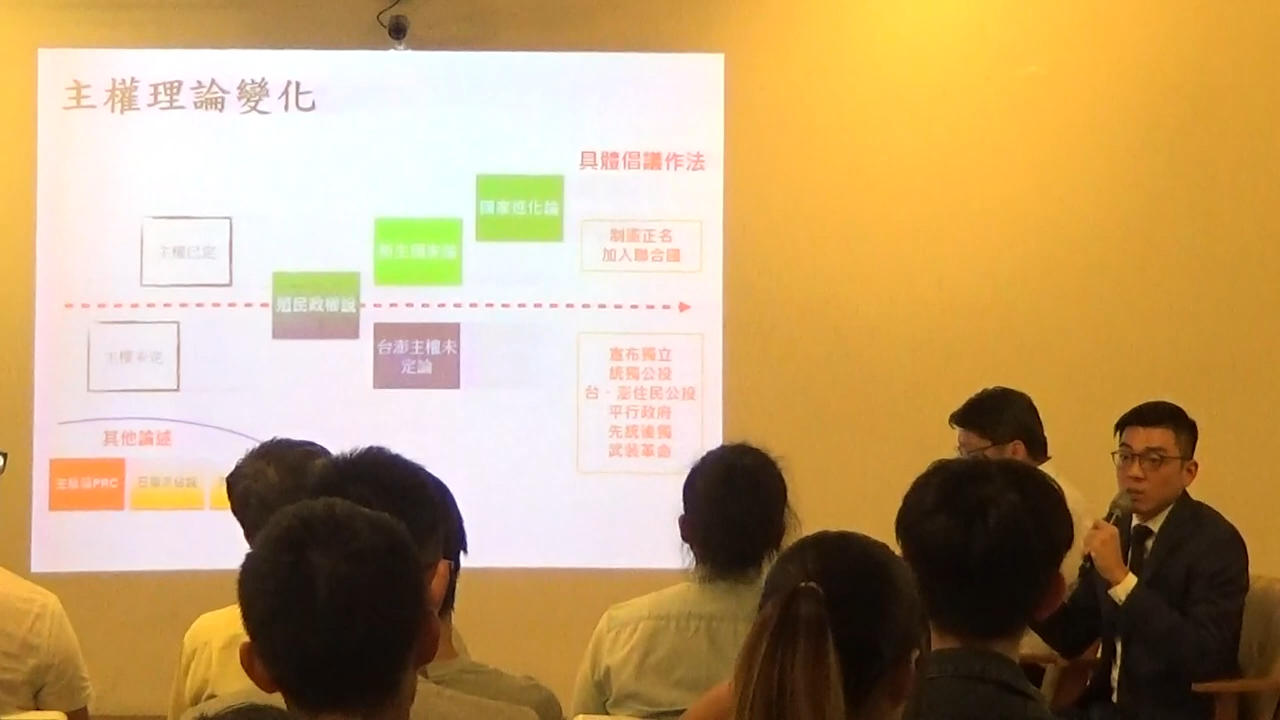 主權理論變化
具體倡議作法
國家進化論
制憲正名
加入聯合國
主權已定
新生國家論
殖民政權說
主權未定
台澎主權未
定論
宣布獨立
統獨公投
台．澎住民公投
平行政府
先統後獨
武裝革命
其他論述
主權歸PRC